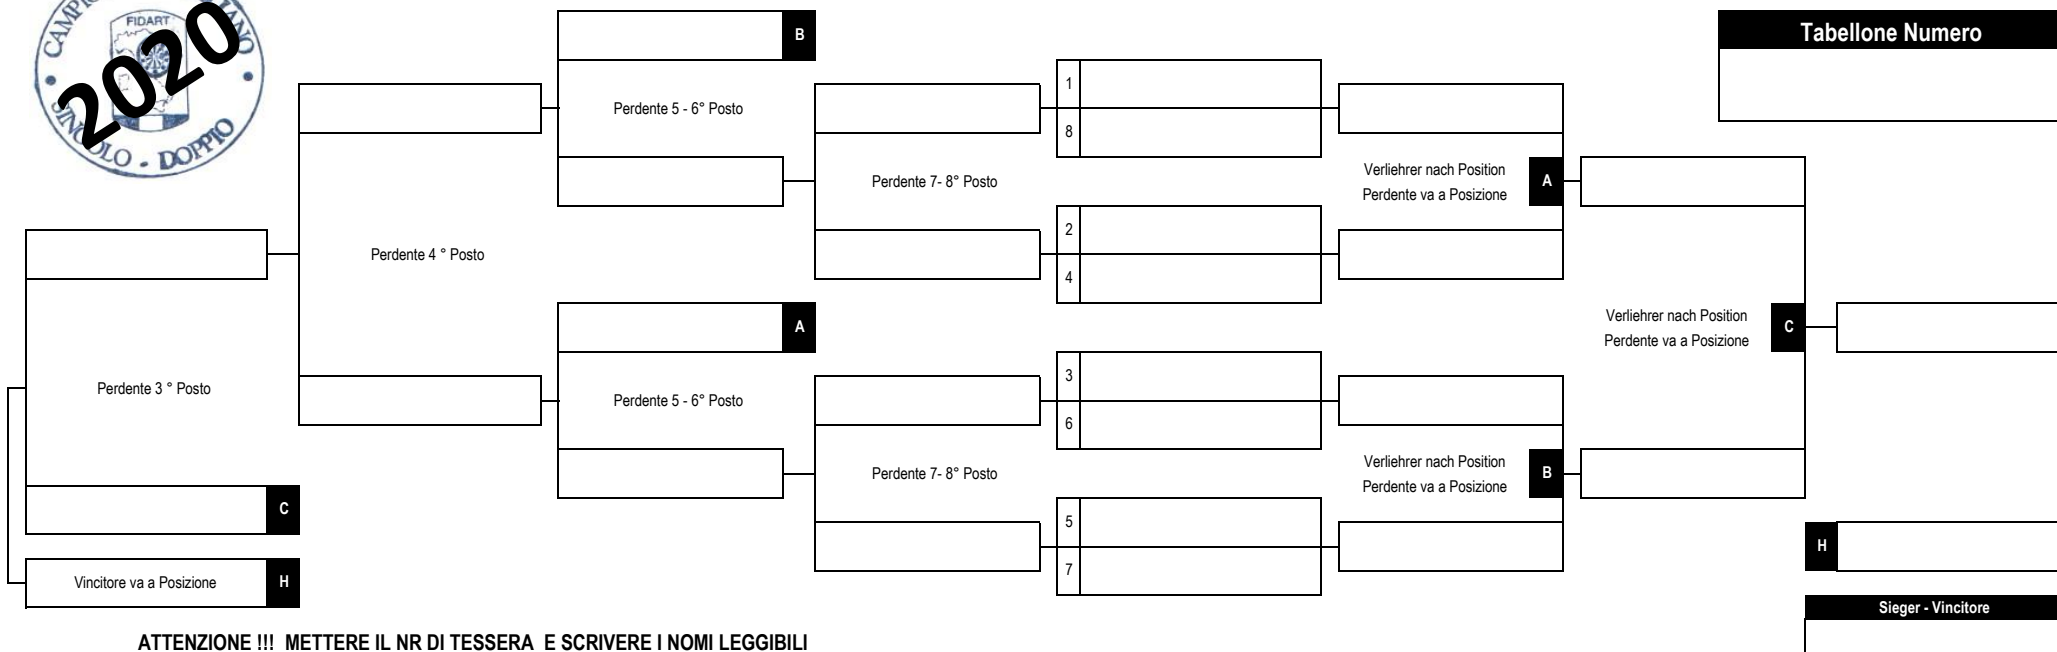 CAMPIO
FIDART
2020
SINGOLO - DOPPIO
B
Tabellone Numero
1
Perdente 5 - 6° Posto
8
Verliehrer nach Position
Perdente va a Posizione
A
Perdente 7- 8° Posto
2
Perdente 4 ° Posto
4
A
Verliehrer nach Position
Perdente va a Posizione
C
3
Perdente 3 ° Posto
Perdente 5 - 6° Posto
6
Verliehrer nach Position
Perdente va a Posizione
B
Perdente 7- 8° Posto
C
5
H
7
Vincitore va a Posizione
H
Sieger - Vincitore
ATTENZIONE !!! METTERE IL NR DI TESSERA E SCRIVERE I NOMI LEGGIBILI